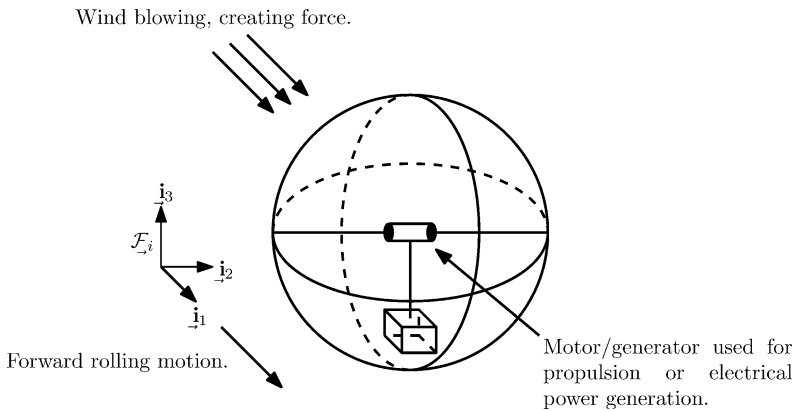 Wind blowing, creating force.
i₃
ℱᵢ
i₂
i₁
Forward rolling motion.
Motor/generator used for
propulsion or electrical
power generation.